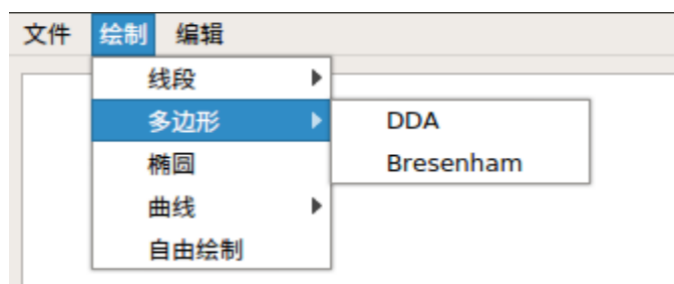 文件 绘制 编辑
线段
多边形 DDA
椭圆 Bresenham
曲线
自由绘制